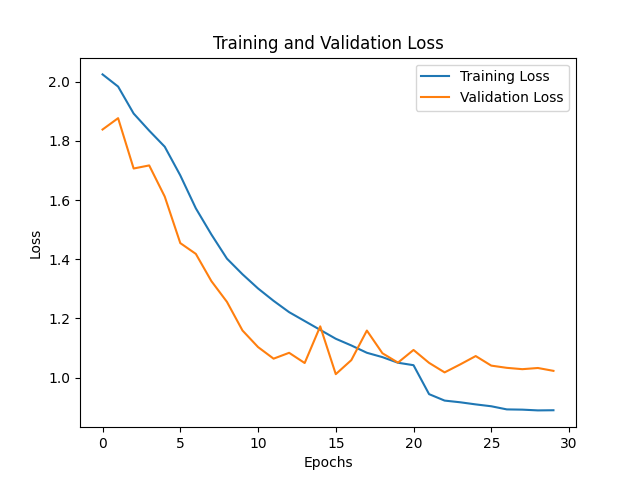 Training and Validation Loss
Training Loss
Validation Loss
2.0
1.8
1.6
1.4
1.2
1.0
Loss
0 5 10 15 20 25 30
Epochs